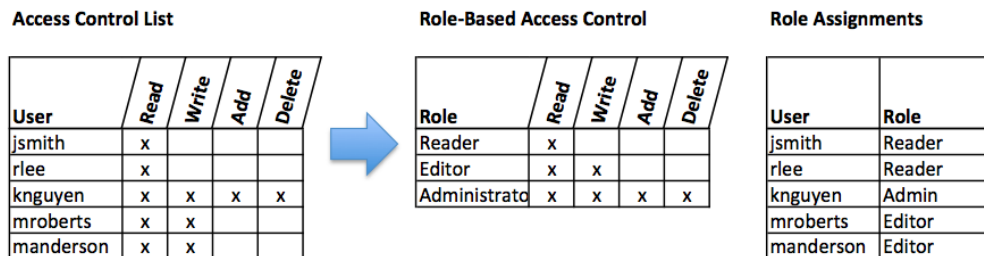 Access Control List
User Read Write Add Delete
jsmith x
rlee x
knguyen x x x x
mroberts x x
manderson x x
Role-Based Access Control
Role Read Write Add Delete
Reader x
Editor x x
Administrato x x x x
Role Assignments
User Role
jsmith Reader
rlee Reader
knguyen Admin
mroberts Editor
manderson Editor